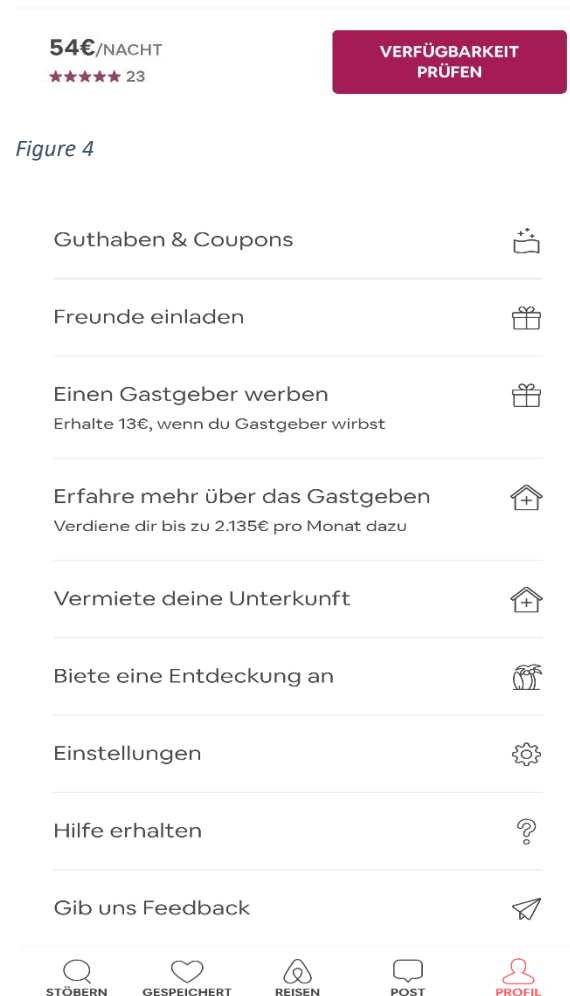 54€/NACHT
VERFÜGBARKEIT
PRÜFEN
★★★★★ 23
Figure 4
Guthaben & Coupons
Freunde einladen
Einen Gastgeber werben
Erhalte 13€, wenn du Gastgeber wirbst
Erfahre mehr über das Gastgeben
Verdiene dir bis zu 2.135€ pro Monat dazu
Vermiete deine Unterkunft
Biete eine Entdeckung an
Einstellungen
Hilfe erhalten
Gib uns Feedback
STÖBERN GESPEICHERT REISEN POST PROFIL